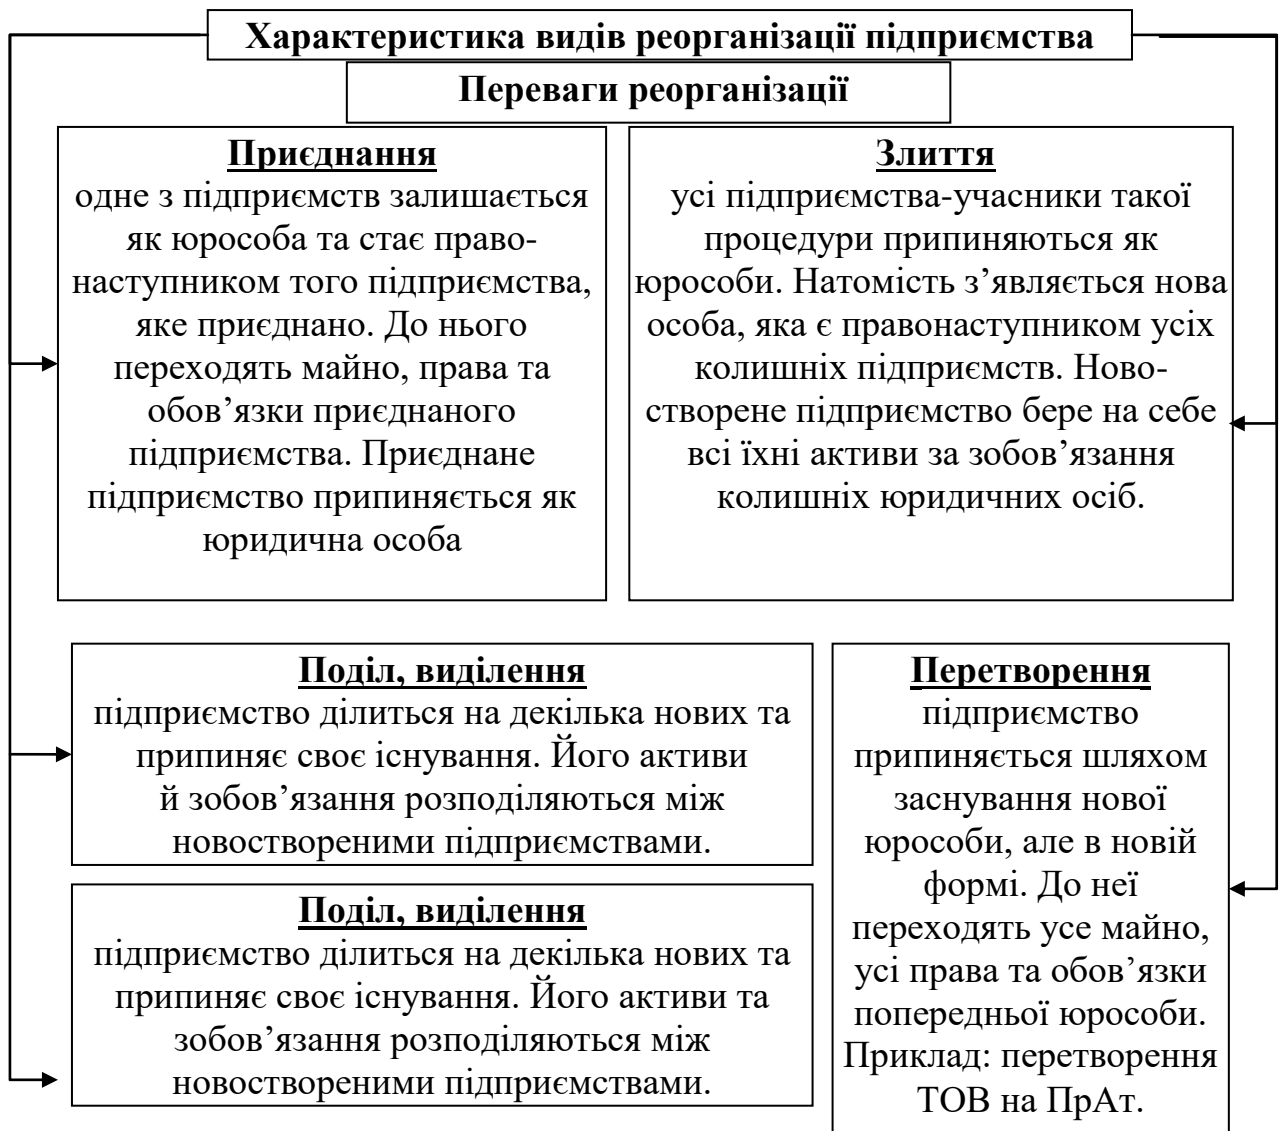 Характеристика видів реорганізації підприємства
Переваги реорганізації
Приєднання
одне з підприємств залишається
як юрособа та стає право-
наступником того підприємства,
яке приєднано. До нього
переходять майно, права та
обов’язки приєднаного
підприємства. Приєднане
підприємство припиняється як
юридична особа
Злиття
усі підприємства-учасники такої
процедури припиняються як
юрособи. Натомість з’являється нова
особа, яка є правонаступником усіх
колишніх підприємств. Ново-
створене підприємство бере на себе
всі їхні активи за зобов’язання
колишніх юридичних осіб.
Поділ, виділення
підприємство ділиться на декілька нових та
припиняє своє існування. Його активи
й зобов’язання розподіляються між
новоствореними підприємствами.
Поділ, виділення
підприємство ділиться на декілька нових та
припиняє своє існування. Його активи та
зобов’язання розподіляються між
новоствореними підприємствами.
Перетворення
підприємство
припиняється шляхом
заснування нової
юрособи, але в новій
формі. До неї
переходять усе майно,
усі права та обов’язки
попередньої юрособи.
Приклад: перетворення
ТОВ на ПрАт.